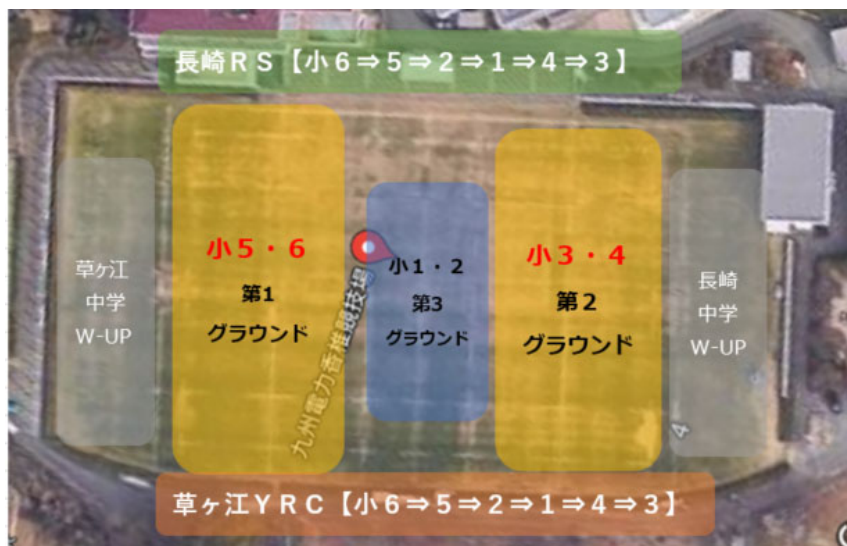 長崎ＲＳ【小６⇒５⇒２⇒１⇒４⇒３】
草ヶ江
中学
W-UP
小５・６
第1
グラウンド
九州電力香椎競技場
小１・２
第3
グラウンド
小３・４
第２
グラウンド
長崎
中学
W-UP
4
草ヶ江ＹＲＣ【小６⇒５⇒２⇒１⇒４⇒３】